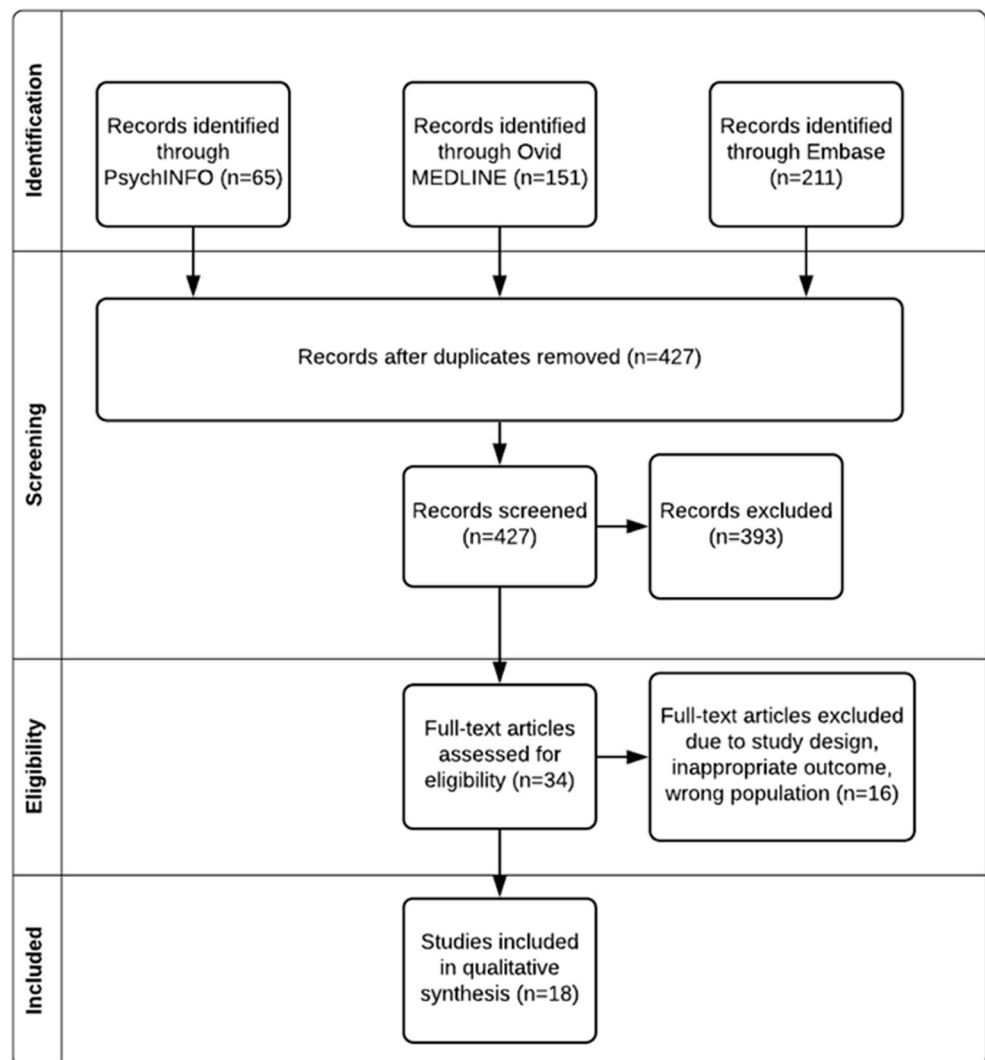 Identification
Records identified
through
PsychINFO (n=65)
Records identified
through Ovid
MEDLINE (n=151)
Records identified
through Embase
(n=211)
Screening
Records after duplicates removed (n=427)
Records screened
(n=427)
Records excluded
(n=393)
Eligibility
Full-text articles
assessed for
eligibility (n=34)
Full-text articles excluded
due to study design,
inappropriate outcome,
wrong population (n=16)
Included
Studies included
in qualitative
synthesis (n=18)